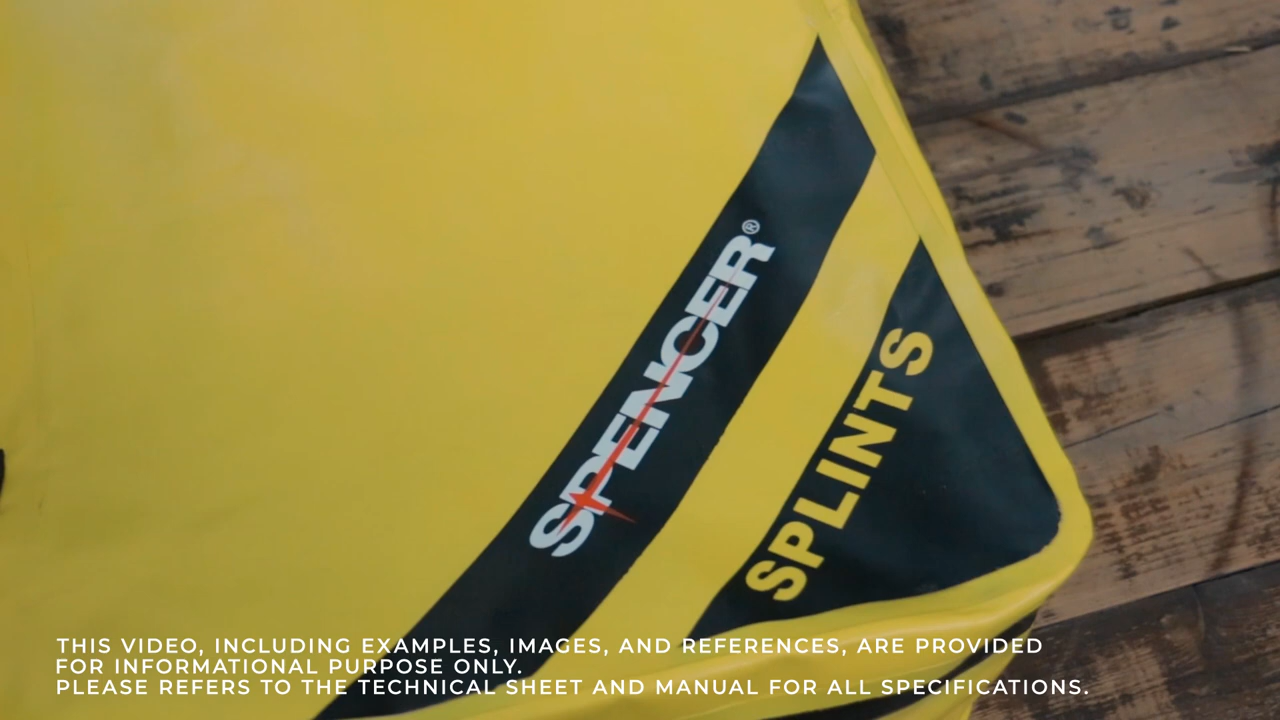 SPENCER®
SPLINTS
THIS VIDEO, INCLUDING EXAMPLES, IMAGES, AND REFERENCES, ARE PROVIDED
FOR INFORMATIONAL PURPOSE ONLY.
PLEASE REFERS TO THE TECHNICAL SHEET AND MANUAL FOR ALL SPECIFICATIONS.